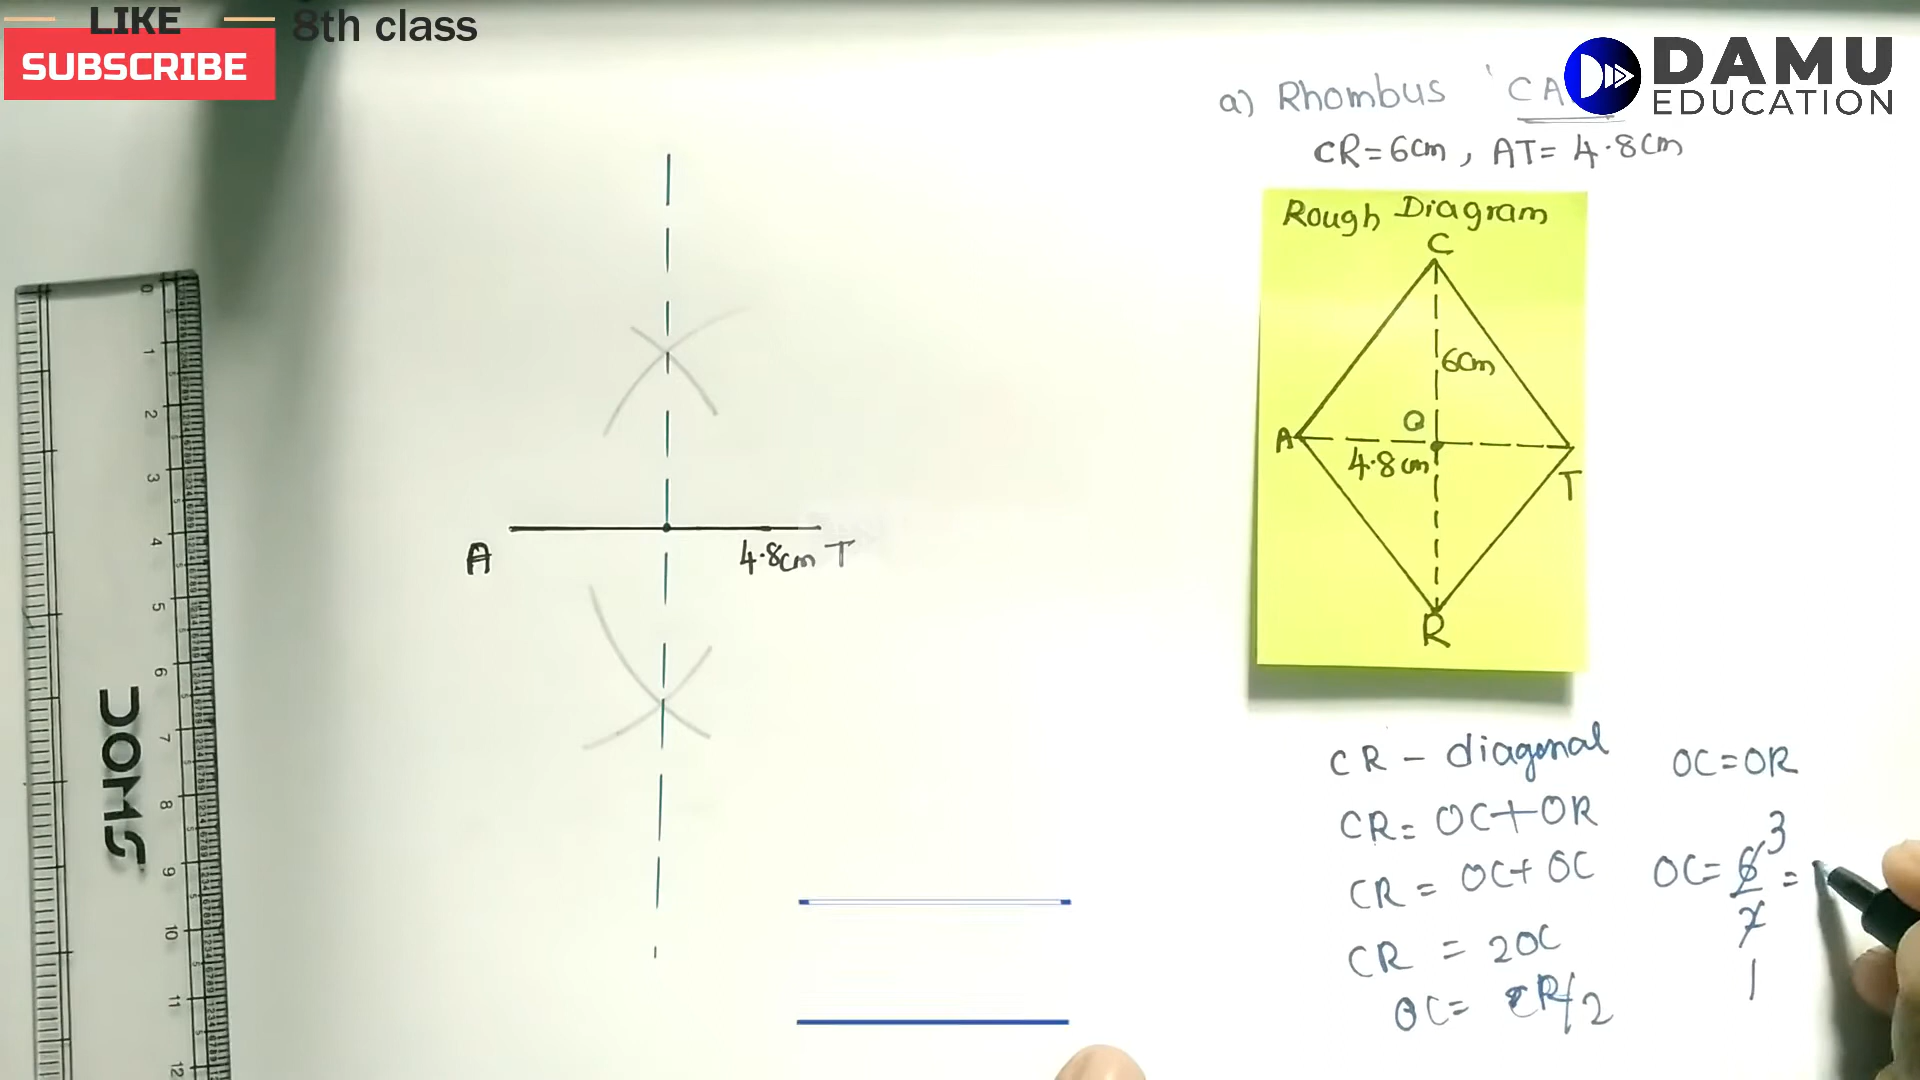 LIKE
SUBSCRIBE
8th class
DAMU
EDUCATION
a) Rhombus 'CA
CR=6cm, AT= 4.8cm
Rough Diagram
C
6cm
O
A
4.8cm
T
R
A
4.8cm T
CR - diagonal
OC=OR
CR= OC+OR
CR = OC+ OC
OC= 6/2 =
3
1
CR = 2OC
OC= CR/2
0
1
2
3
4
5
6
7
8
9
10
11
12
DOMS